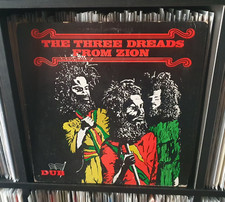 THE THREE DREADS
FROM ZION
DUB